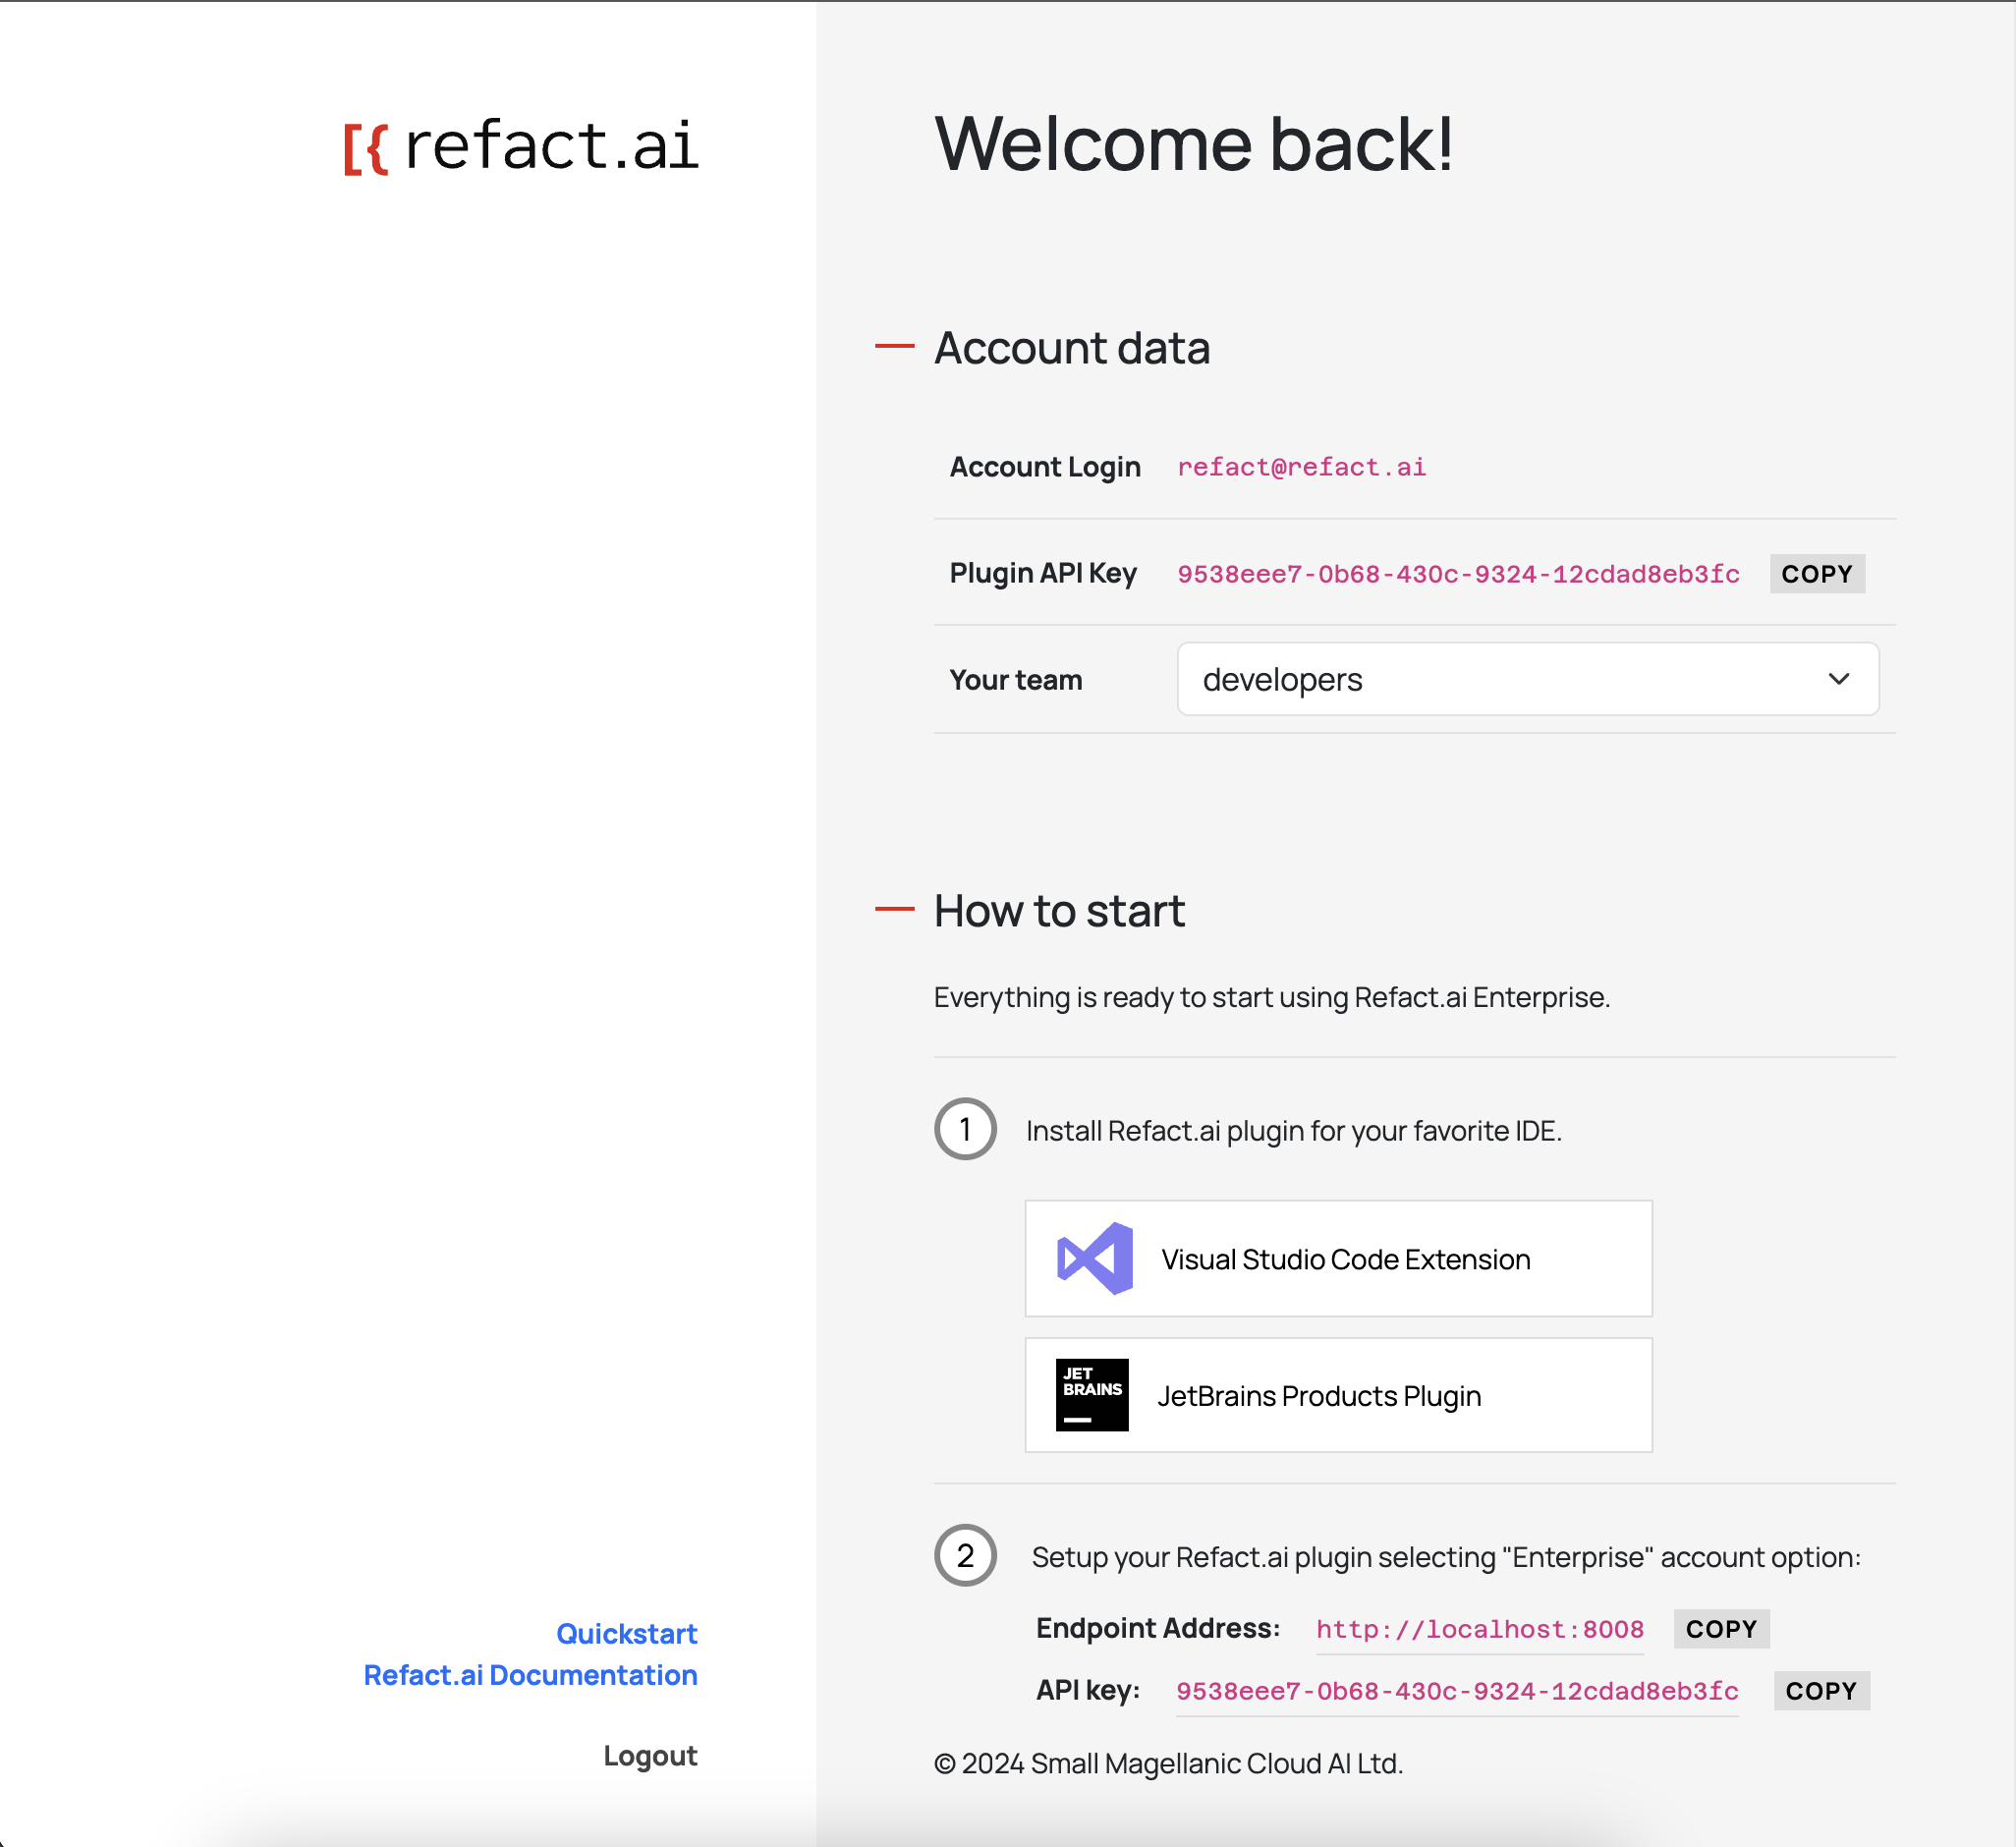 [{ refact.ai
Welcome back!
Account data
Account Login refact@refact.ai
Plugin API Key 9538eee7-0b68-430c-9324-12cdad8eb3fc COPY
Your team developers
How to start
Everything is ready to start using Refact.ai Enterprise.
1 Install Refact.ai plugin for your favorite IDE.
Visual Studio Code Extension
JET
BRAINS
JetBrains Products Plugin
2 Setup your Refact.ai plugin selecting "Enterprise" account option:
Endpoint Address: http://localhost:8008 COPY
API key: 9538eee7-0b68-430c-9324-12cdad8eb3fc COPY
© 2024 Small Magellanic Cloud AI Ltd.
Quickstart
Refact.ai Documentation
Logout